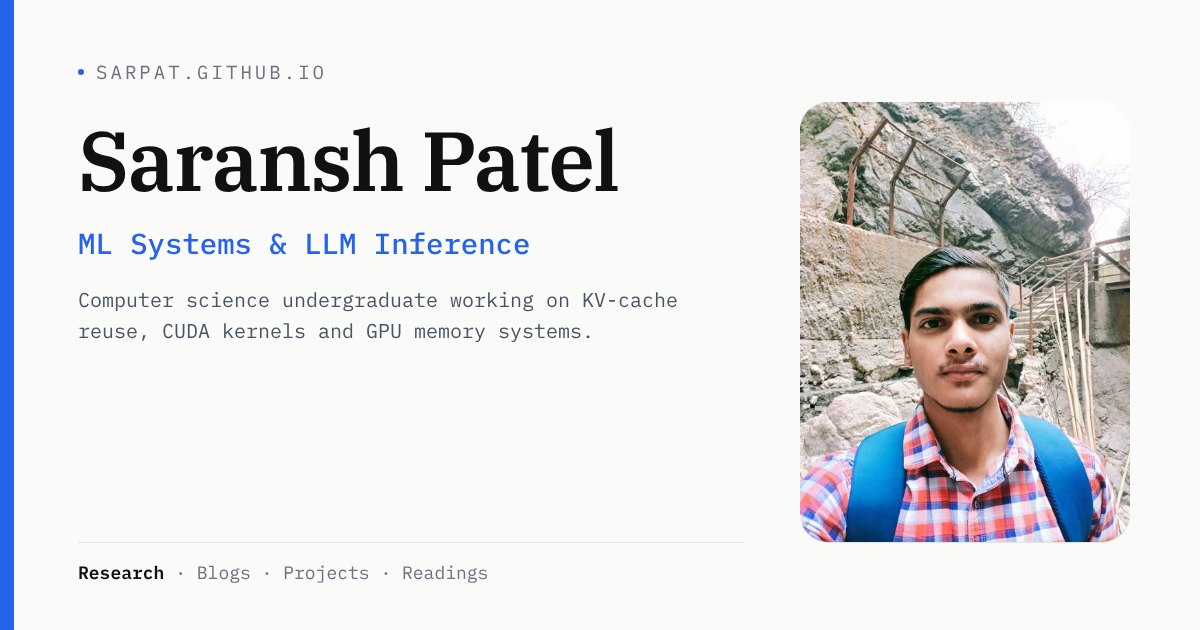 SARPAT.GITHUB.IO
Saransh Patel
ML Systems & LLM Inference
Computer science undergraduate working on KV-cache
reuse, CUDA kernels and GPU memory systems.
Research · Blogs · Projects · Readings